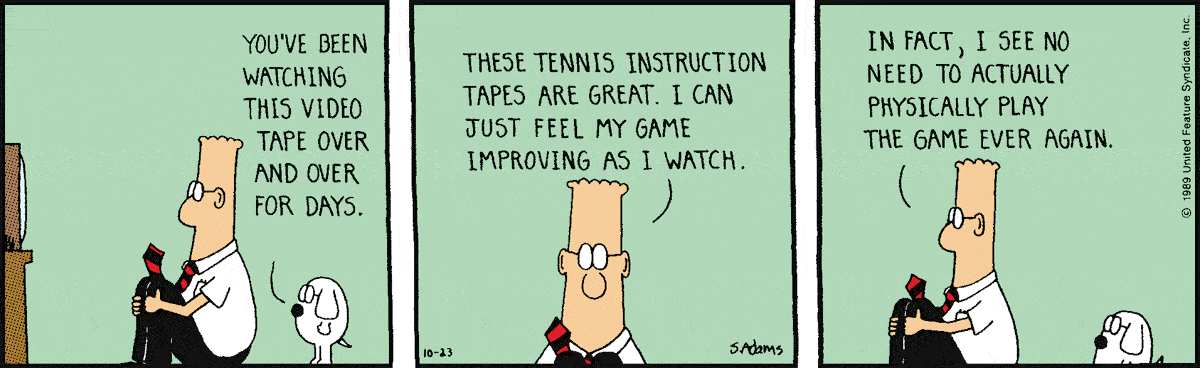 YOU'VE BEEN
WATCHING
THIS VIDEO
TAPE OVER
AND OVER
FOR DAYS.
THESE TENNIS INSTRUCTION
TAPES ARE GREAT. I CAN
JUST FEEL MY GAME
IMPROVING AS I WATCH.
10-23
S.Adams
IN FACT, I SEE NO
NEED TO ACTUALLY
PHYSICALLY PLAY
THE GAME EVER AGAIN.
© 1989 United Feature Syndicate, Inc.